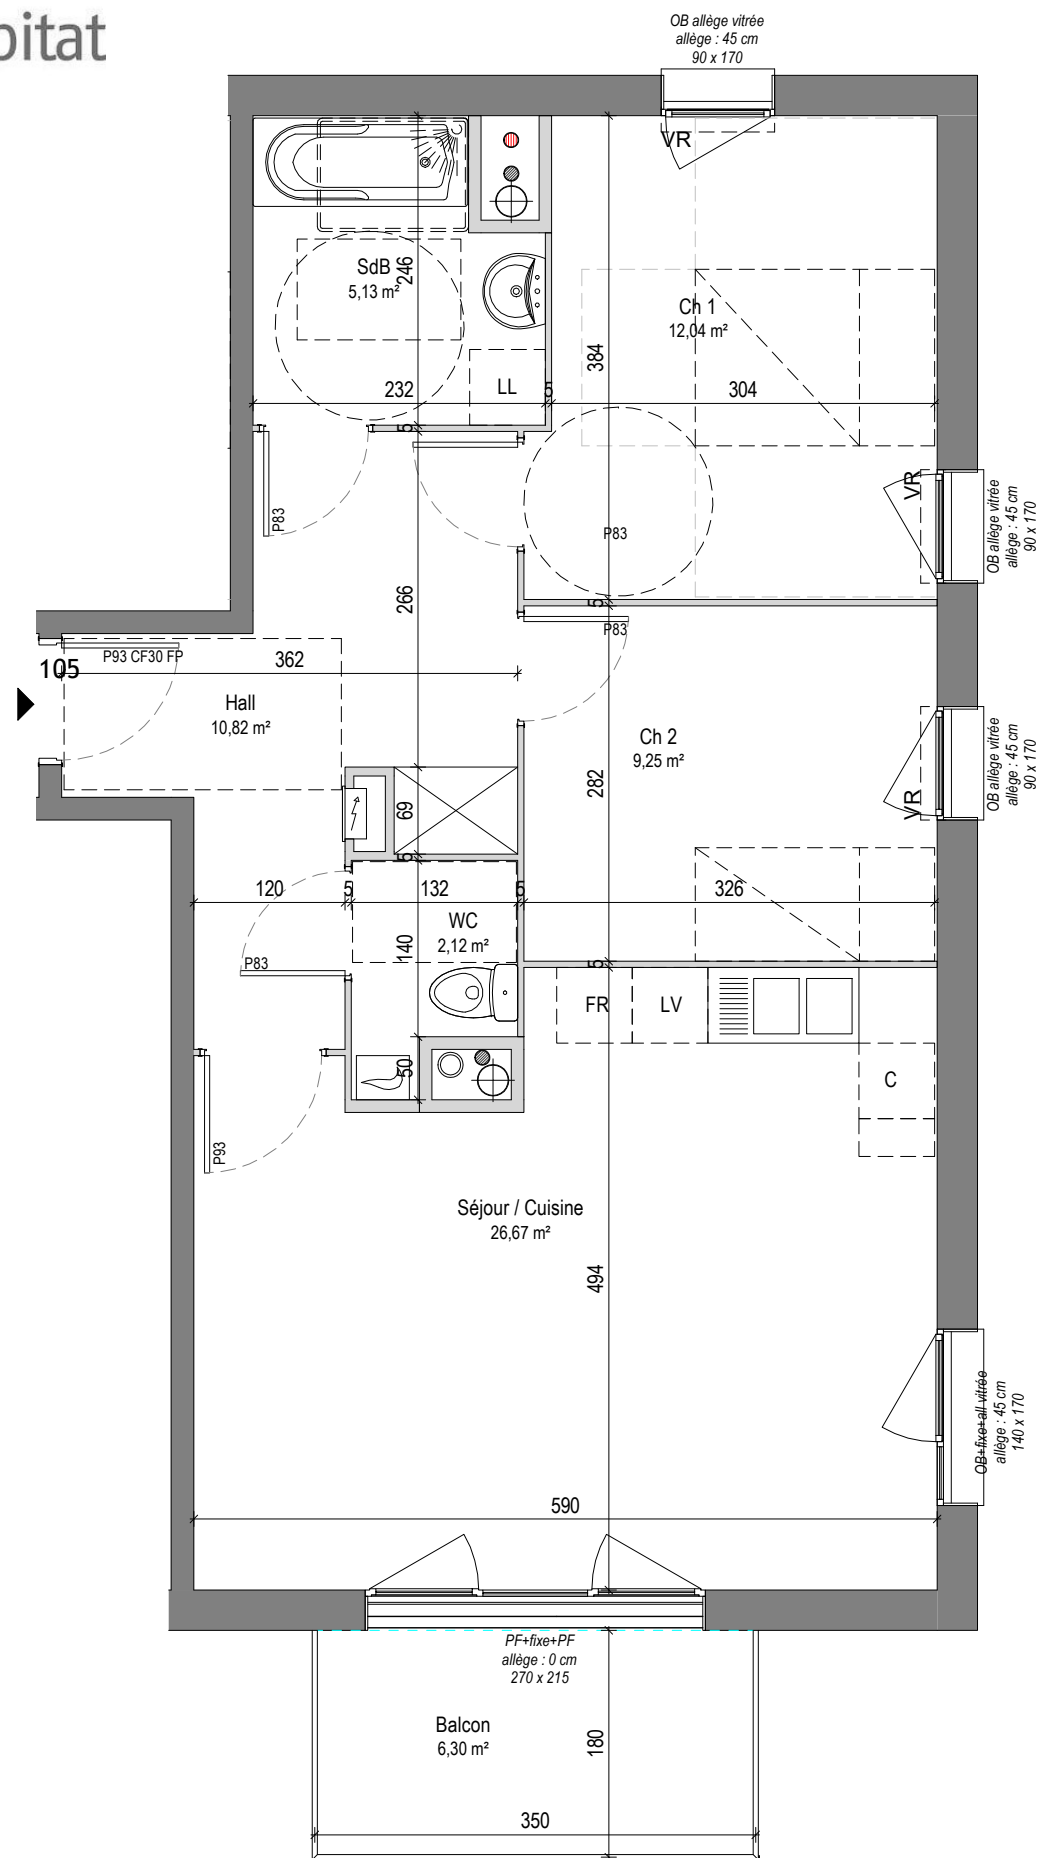 bitat
OB allège vitrée
allège : 45 cm
90 x 170
VR
SdB
5,13 m²
246
Ch 1
12,04 m²
384
232
LL
5
304
5
P83
VR
OB allège vitrée
allège : 45 cm
90 x 170
P83
266
5
P83
105
P93 CF30 FP
362
Hall
10,82 m²
Ch 2
9,25 m²
282
OB allège vitrée
allège : 45 cm
90 x 170
VR
69
5
120
5
132
5
326
WC
2,12 m²
140
P83
5
FR
LV
50
C
P93
Séjour / Cuisine
26,67 m²
494
OB+fixe+all vitrée
allège : 45 cm
140 x 170
590
PF+fixe+PF
allège : 0 cm
270 x 215
Balcon
6,30 m²
180
350